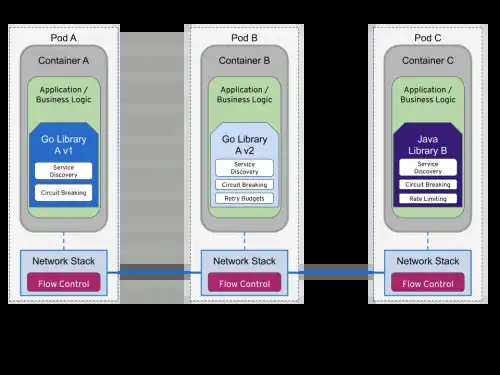 Pod A
Container A
Application /
Business Logic
Go Library
A v1
Service
Discovery
Circuit Breaking
Network Stack
Flow Control
Pod B
Container B
Application /
Business Logic
Go Library
A v2
Service
Discovery
Circuit Breaking
Retry Budgets
Network Stack
Flow Control
Pod C
Container C
Application /
Business Logic
Java
Library B
Service
Discovery
Circuit Breaking
Rate Limiting
Network Stack
Flow Control